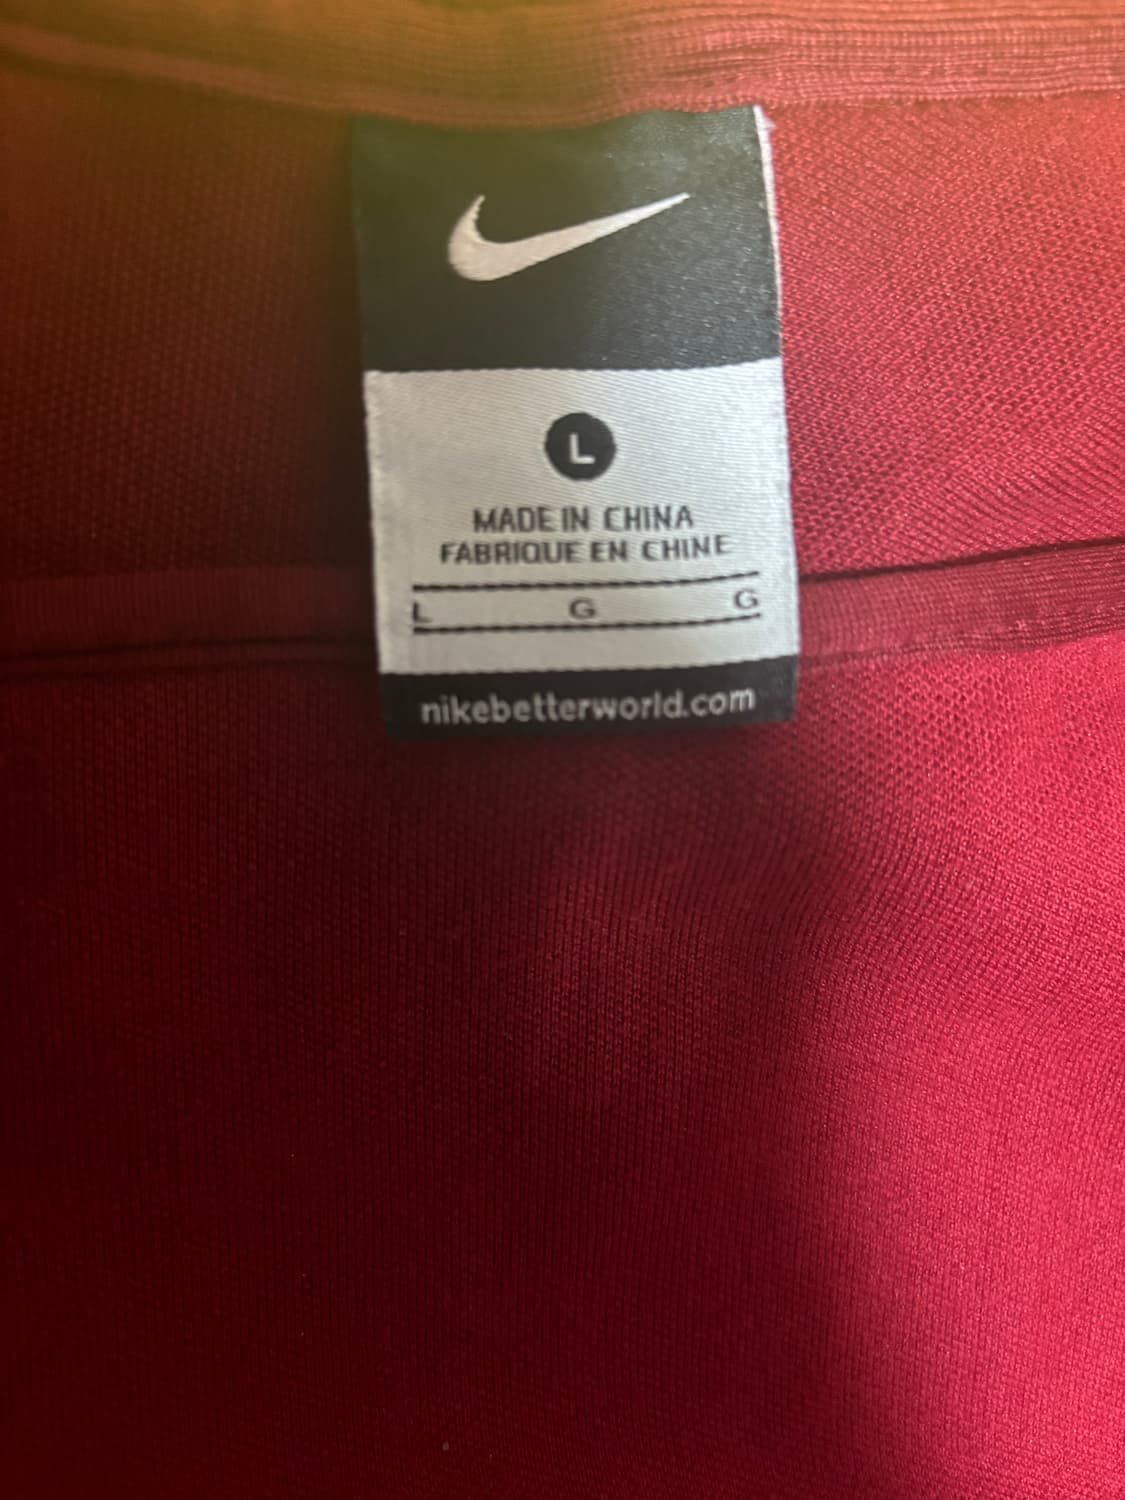 L
MADE IN CHINA
FABRIQUE EN CHINE
L G G
nikebetterworld.com